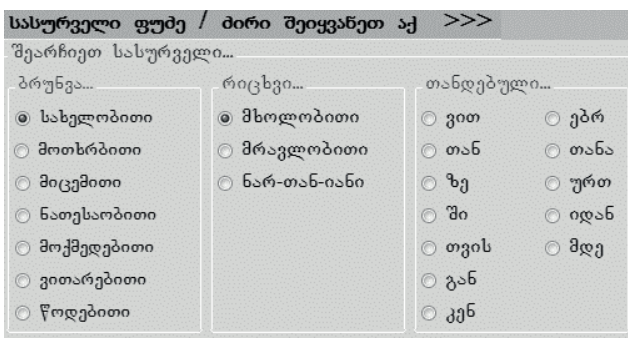 სასურველი ფუძე / ძირი შეიყვანეთ აქ >>>
შეარჩიეთ სასურველი...
ბრუნვა...
სახელობითი
მოთხრობითი
მიცემითი
ნათესაობითი
მოქმედებითი
ვითარებითი
წოდებითი
რიცხვი...
მხოლობითი
მრავლობითი
ნარ-თან-იანი
თანდებული...
ვით
თან
ზე
ში
თვის
გან
კენ
ებრ
თანა
ურთ
იდან
მდე